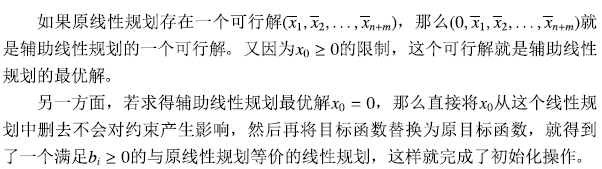 如果原线性规划存在一个可行解(x̅₁, x̅₂, . . . , x̅ₙ₊ₘ)，那么(0, x̅₁, x̅₂, . . . , x̅ₙ₊ₘ)就
是辅助线性规划的一个可行解。又因为x₀ ≥ 0的限制，这个可行解就是辅助线性
规划的最优解。
另一方面，若求得辅助线性规划最优解x₀ = 0，那么直接将x₀从这个线性规
划中删去不会对约束产生影响，然后再将目标函数替换为原目标函数，就得到
了一个满足bᵢ ≥ 0的与原线性规划等价的线性规划，这样就完成了初始化操作。